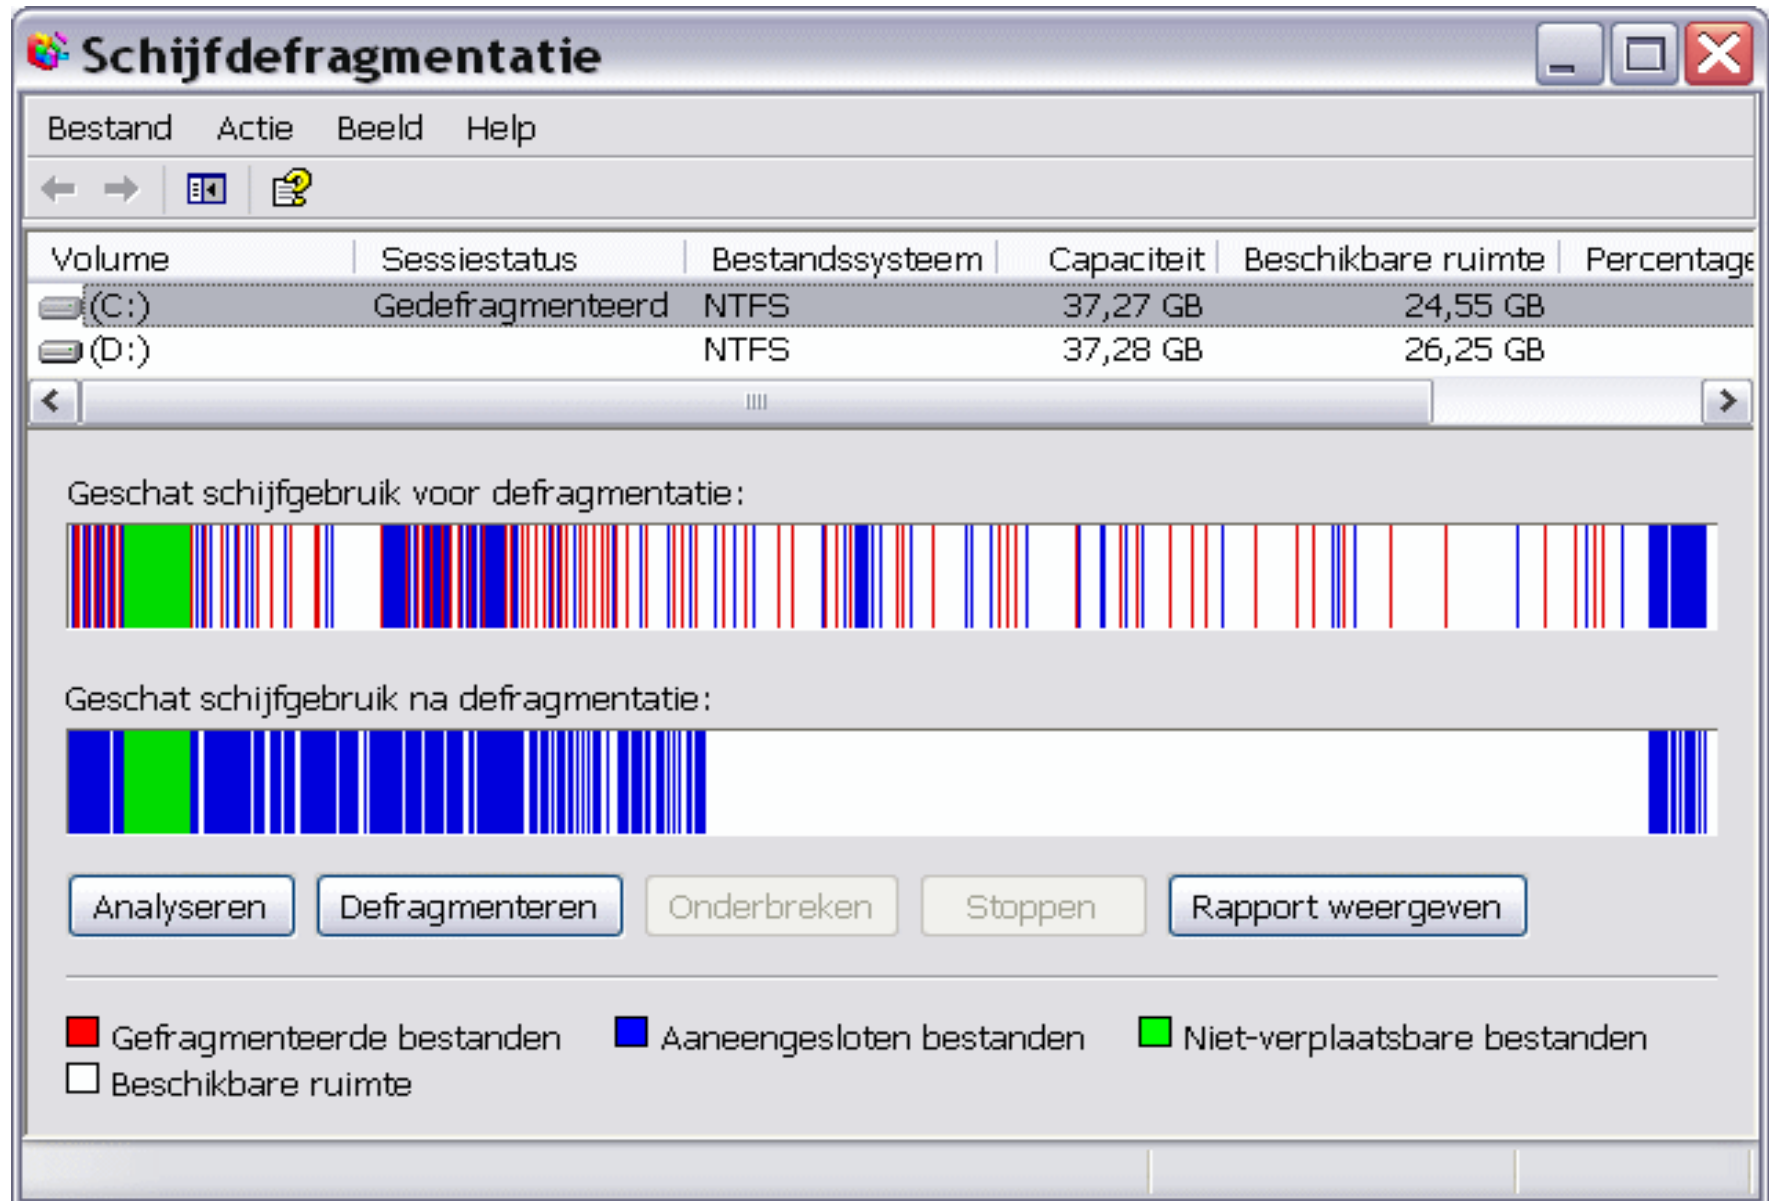 Schijfdefragmentatie
Bestand Actie Beeld Help
Volume Sessiestatus Bestandssysteem Capaciteit Beschikbare ruimte Percentage
(C:) Gedefragmenteerd NTFS 37,27 GB 24,55 GB
(D:) NTFS 37,28 GB 26,25 GB
Geschat schijfgebruik voor defragmentatie:
Geschat schijfgebruik na defragmentatie:
Analyseren Defragmenteren Onderbreken Stoppen Rapport weergeven
Gefragmenteerde bestanden Aaneengesloten bestanden Niet-verplaatsbare bestanden
Beschikbare ruimte